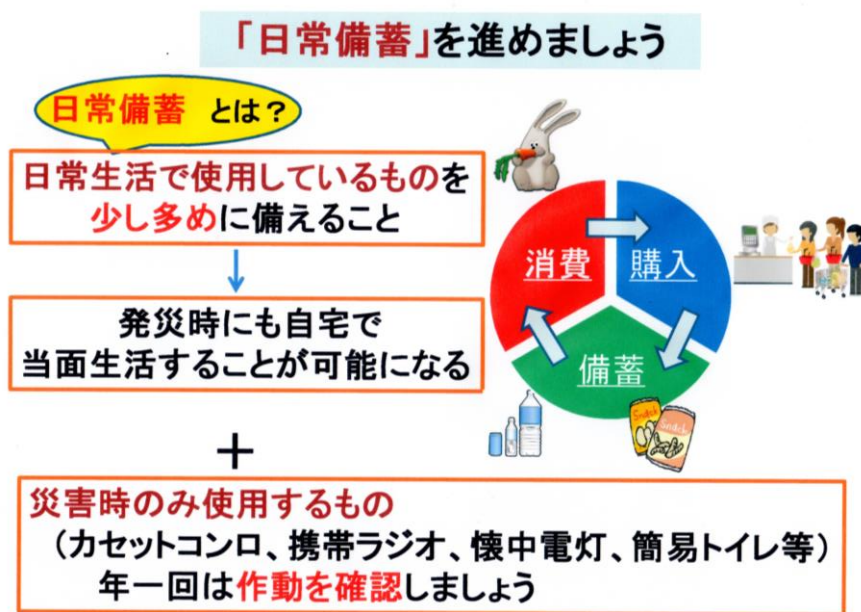 「日常備蓄」を進めましょう
日常備蓄 とは？
日常生活で使用しているものを
少し多めに備えること
発災時にも自宅で
当面生活することが可能になる
消費
購入
備蓄
Snack
Snack
＋
災害時のみ使用するもの
（カセットコンロ、携帯ラジオ、懐中電灯、簡易トイレ等）
年一回は作動を確認しましょう